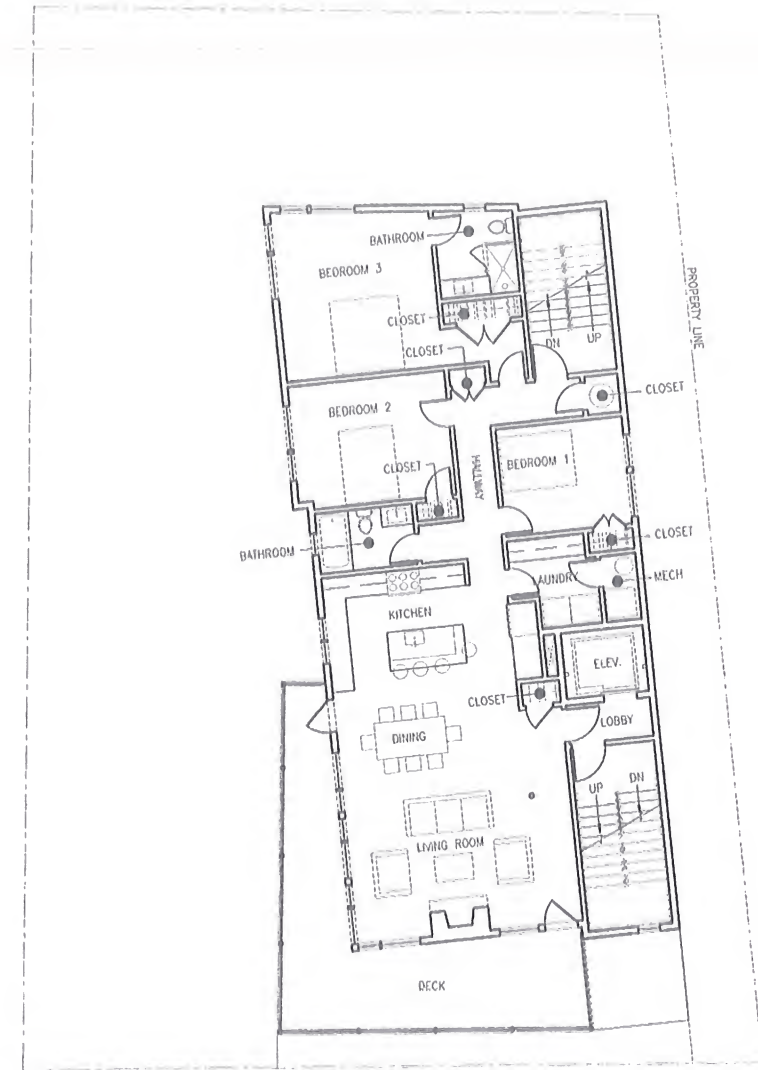 BATHROOM
BEDROOM 3
PROPERTY LINE
CLOSET
DN
UP
CLOSET
CLOSET
BEDROOM 2
HALLWAY
BEDROOM 1
CLOSET
CLOSET
BATHROOM
LAUNDRY
MECH
KITCHEN
ELEV.
CLOSET
LOBBY
DINING
UP
DN
LIVING ROOM
DECK